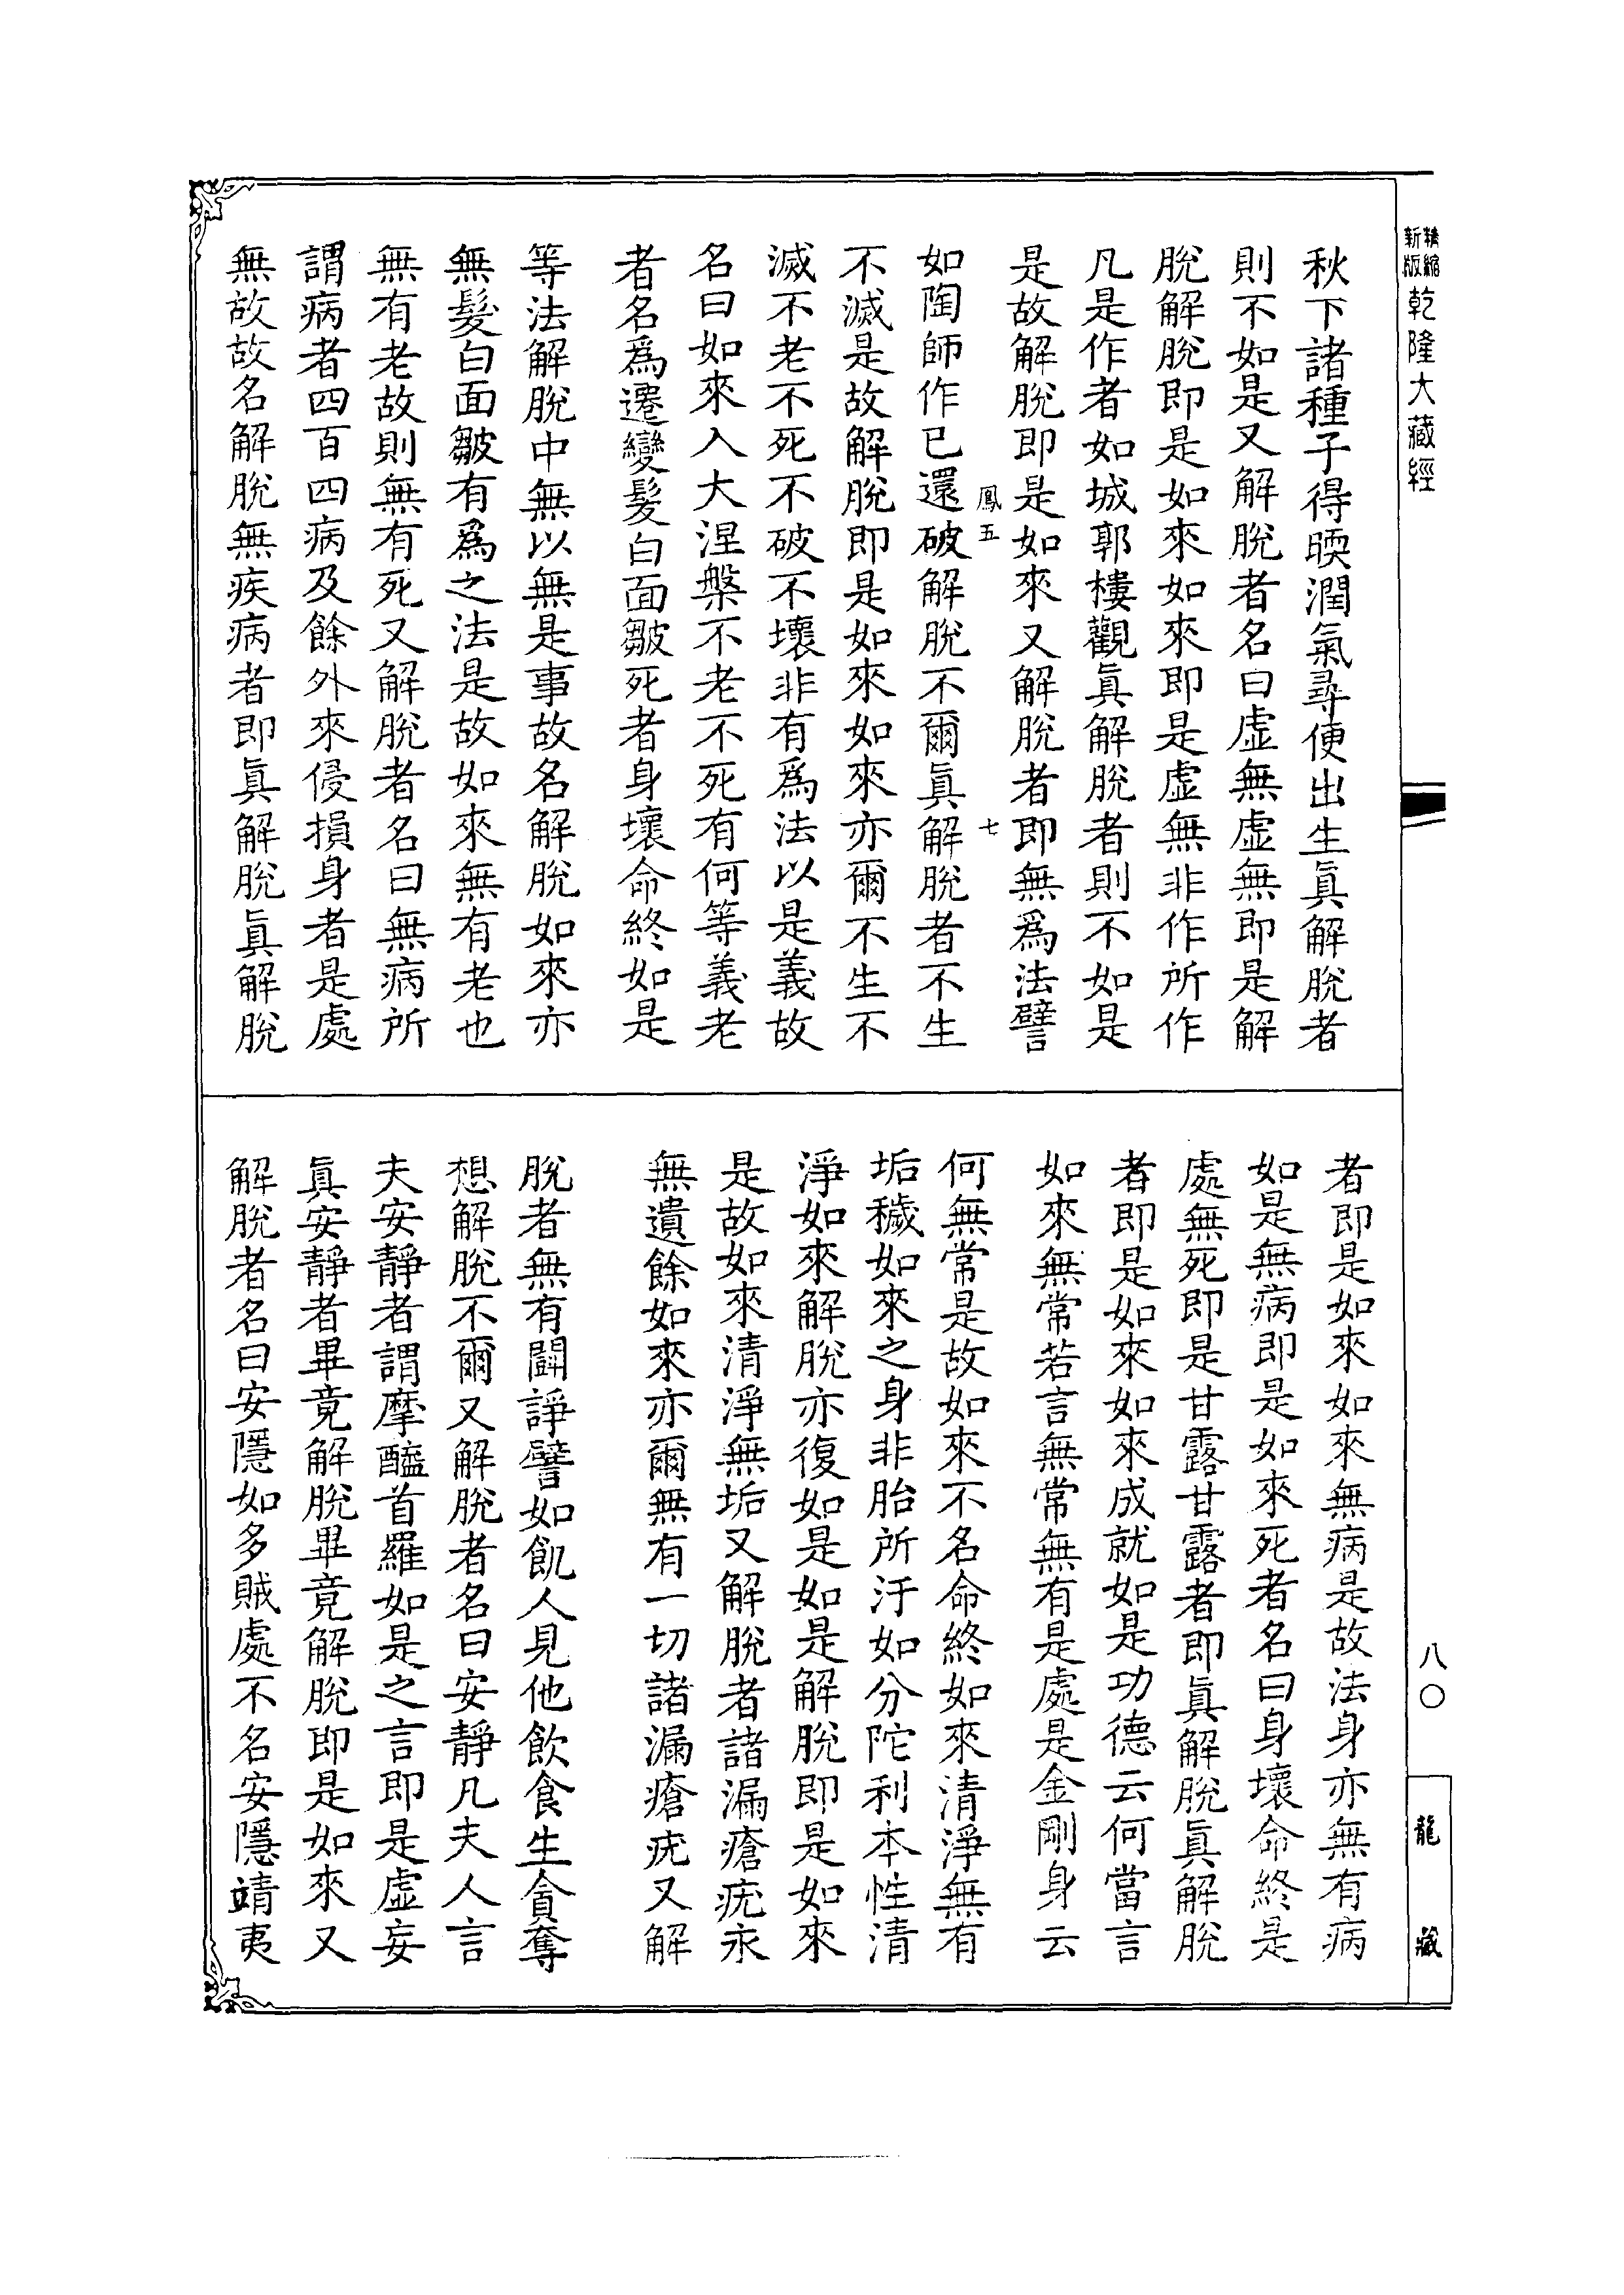 精縮
新版
乾隆大藏經
秋下諸種子得㬉潤氣尋便出生眞解脫者
則不如是又解脫者名曰虛無虛無即是解
脫解脫即是如來如來即是虛無非作所作
凡是作者如城郭樓觀眞解脫者則不如是
是故解脫即是如來又解脫者即無爲法譬
鳳五
七
如陶師作已還破解脫不爾眞解脫者不生
不滅是故解脫即是如來如來亦爾不生不
滅不老不死不破不壞非有爲法以是義故
名曰如來入大涅槃不老不死有何等義老
者名爲遷變髮白面皺死者身壞命終如是
等法解脫中無以無是事故名解脫如來亦
無髮白面皺有爲之法是故如來無有老也
無有老故則無有死又解脫者名曰無病所
謂病者四百四病及餘外來侵損身者是處
無故故名解脫無疾病者即眞解脫眞解脫
者即是如來如來無病是故法身亦無有病
如是無病即是如來死者名曰身壞命終是
處無死即是甘露甘露者即眞解脫眞解脫
者即是如來如來成就如是功德云何當言
如來無常若言無常無有是處是金剛身云
何無常是故如來不名命終如來清淨無有
垢穢如來之身非胎所汙如分陀利本性清
淨如來解脫亦復如是如是解脫即是如來
是故如來清淨無垢又解脫者諸漏瘡疣永
無遺餘如來亦爾無有一切諸漏瘡疣又解
脫者無有鬪諍譬如飢人見他飲食生貪奪
想解脫不爾又解脫者名曰安靜凡夫人言
夫安靜者謂摩醯首羅如是之言即是虛妄
眞安靜者畢竟解脫畢竟解脫即是如來又
解脫者名曰安隱如多賊處不名安隱靖夷
八〇
龍藏